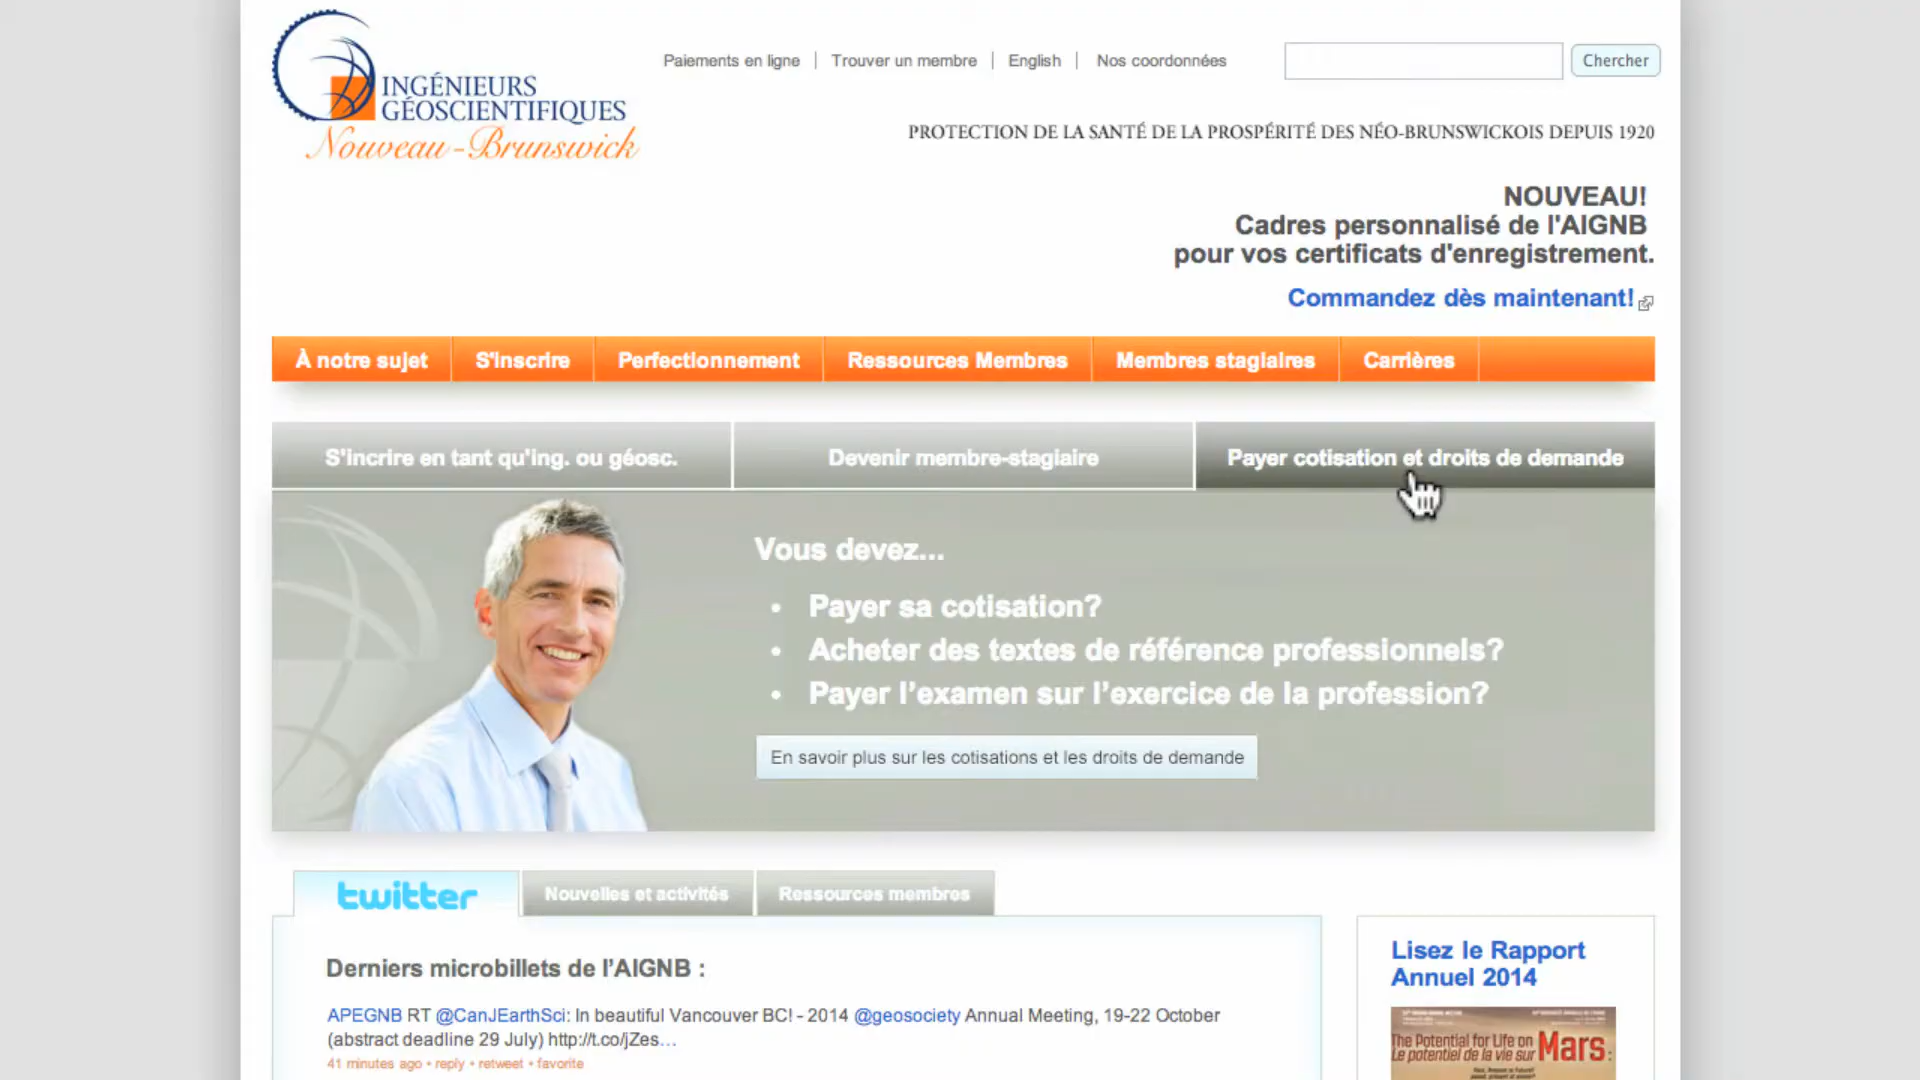 INGÉNIEURS
GÉOSCIENTIFIQUES
Nouveau-Brunswick
Paiements en ligne | Trouver un membre | English | Nos coordonnées
Chercher
PROTECTION DE LA SANTÉ DE LA PROSPÉRITÉ DES NÉO-BRUNSWICKOIS DEPUIS 1920
NOUVEAU!
Cadres personnalisé de l'AIGNB
pour vos certificats d'enregistrement.
Commandez dès maintenant!
À notre sujet S'inscrire Perfectionnement Ressources Membres Membres stagiaires Carrières
S'incrire en tant qu'ing. ou géosc. Devenir membre-stagiaire Payer cotisation et droits de demande
Vous devez...
• Payer sa cotisation?
• Acheter des textes de référence professionnels?
• Payer l’examen sur l’exercice de la profession?
En savoir plus sur les cotisations et les droits de demande
twitter Nouvelles et activités Ressources membres
Derniers microbillets de l’AIGNB :
APEGNB RT @CanJEarthSci: In beautiful Vancouver BC! - 2014 @geosociety Annual Meeting, 19-22 October
(abstract deadline 29 July) http://t.co/jZes…
41 minutes ago • reply • retweet • favorite
Lisez le Rapport
Annuel 2014
The Potential for Life on
Le potentiel de la vie sur Mars: